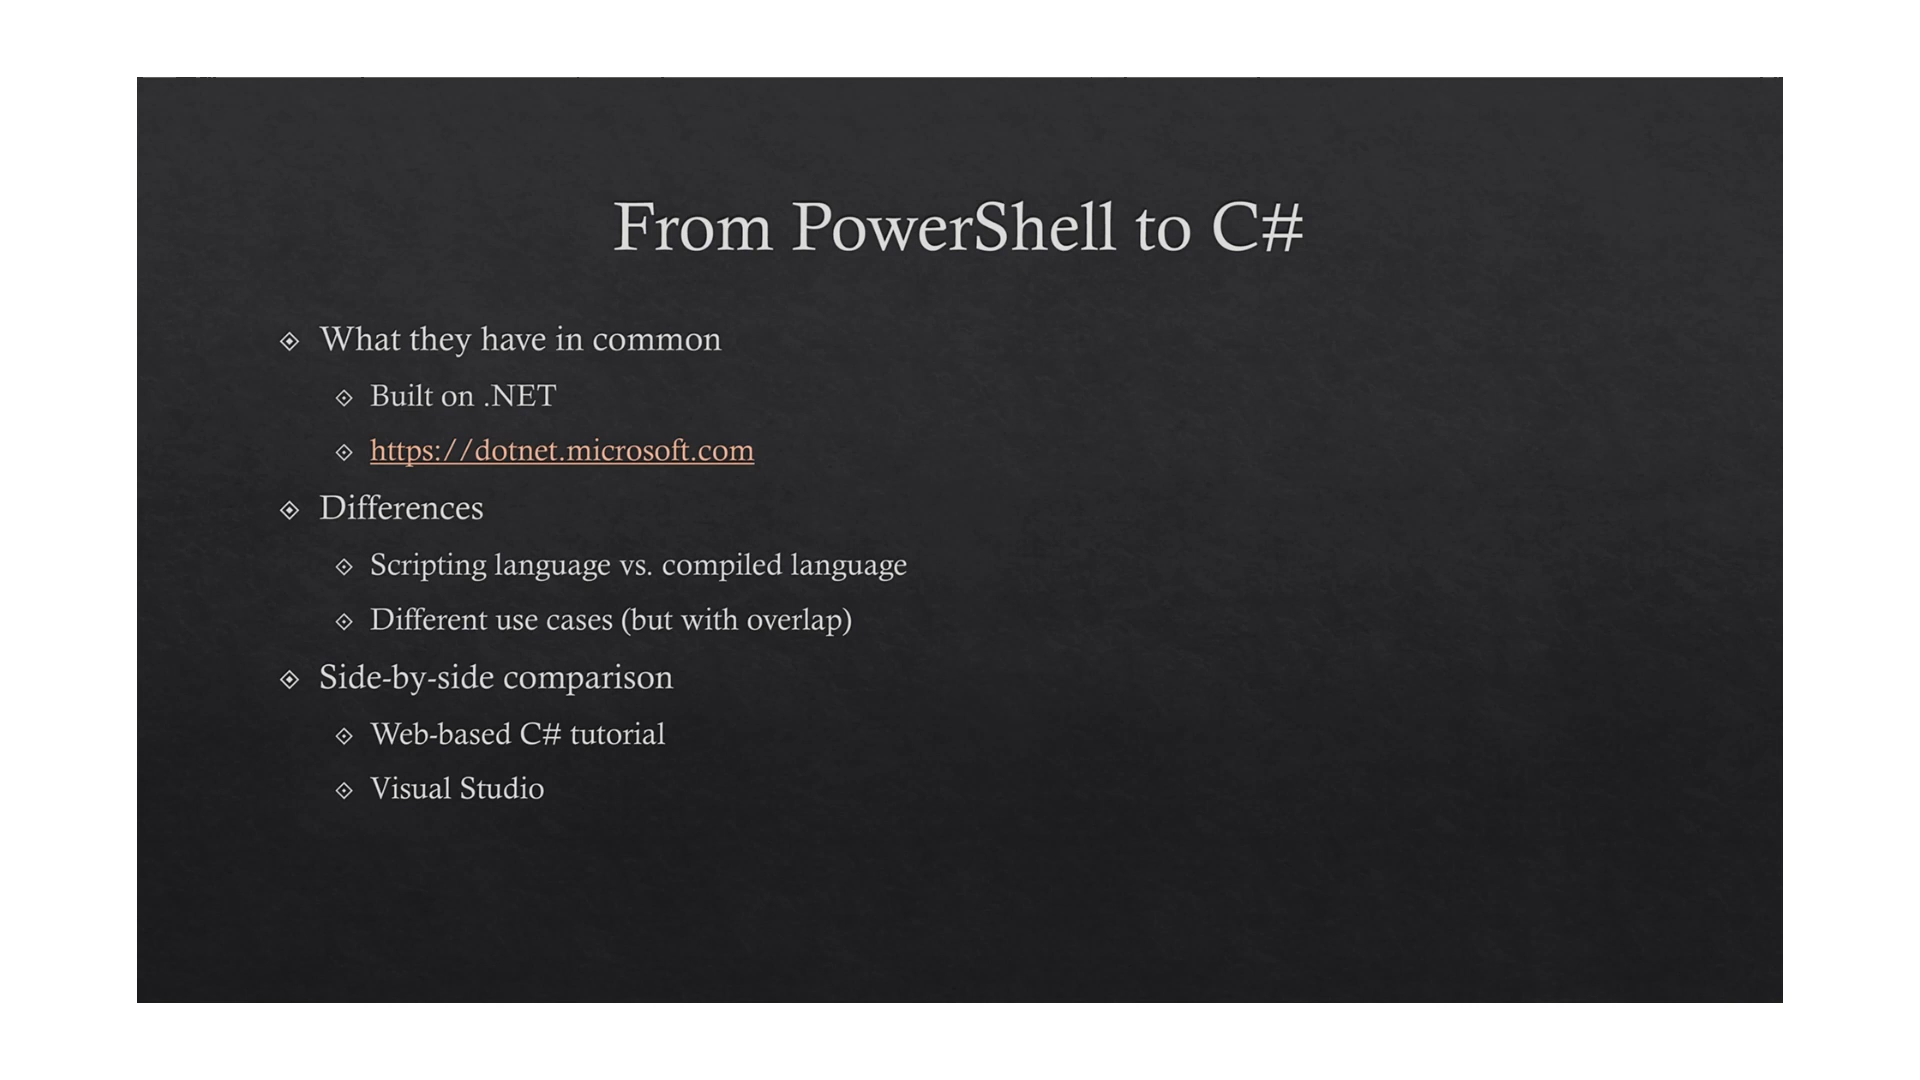 From PowerShell to C#
What they have in common
Built on .NET
https://dotnet.microsoft.com
Differences
Scripting language vs. compiled language
Different use cases (but with overlap)
Side-by-side comparison
Web-based C# tutorial
Visual Studio